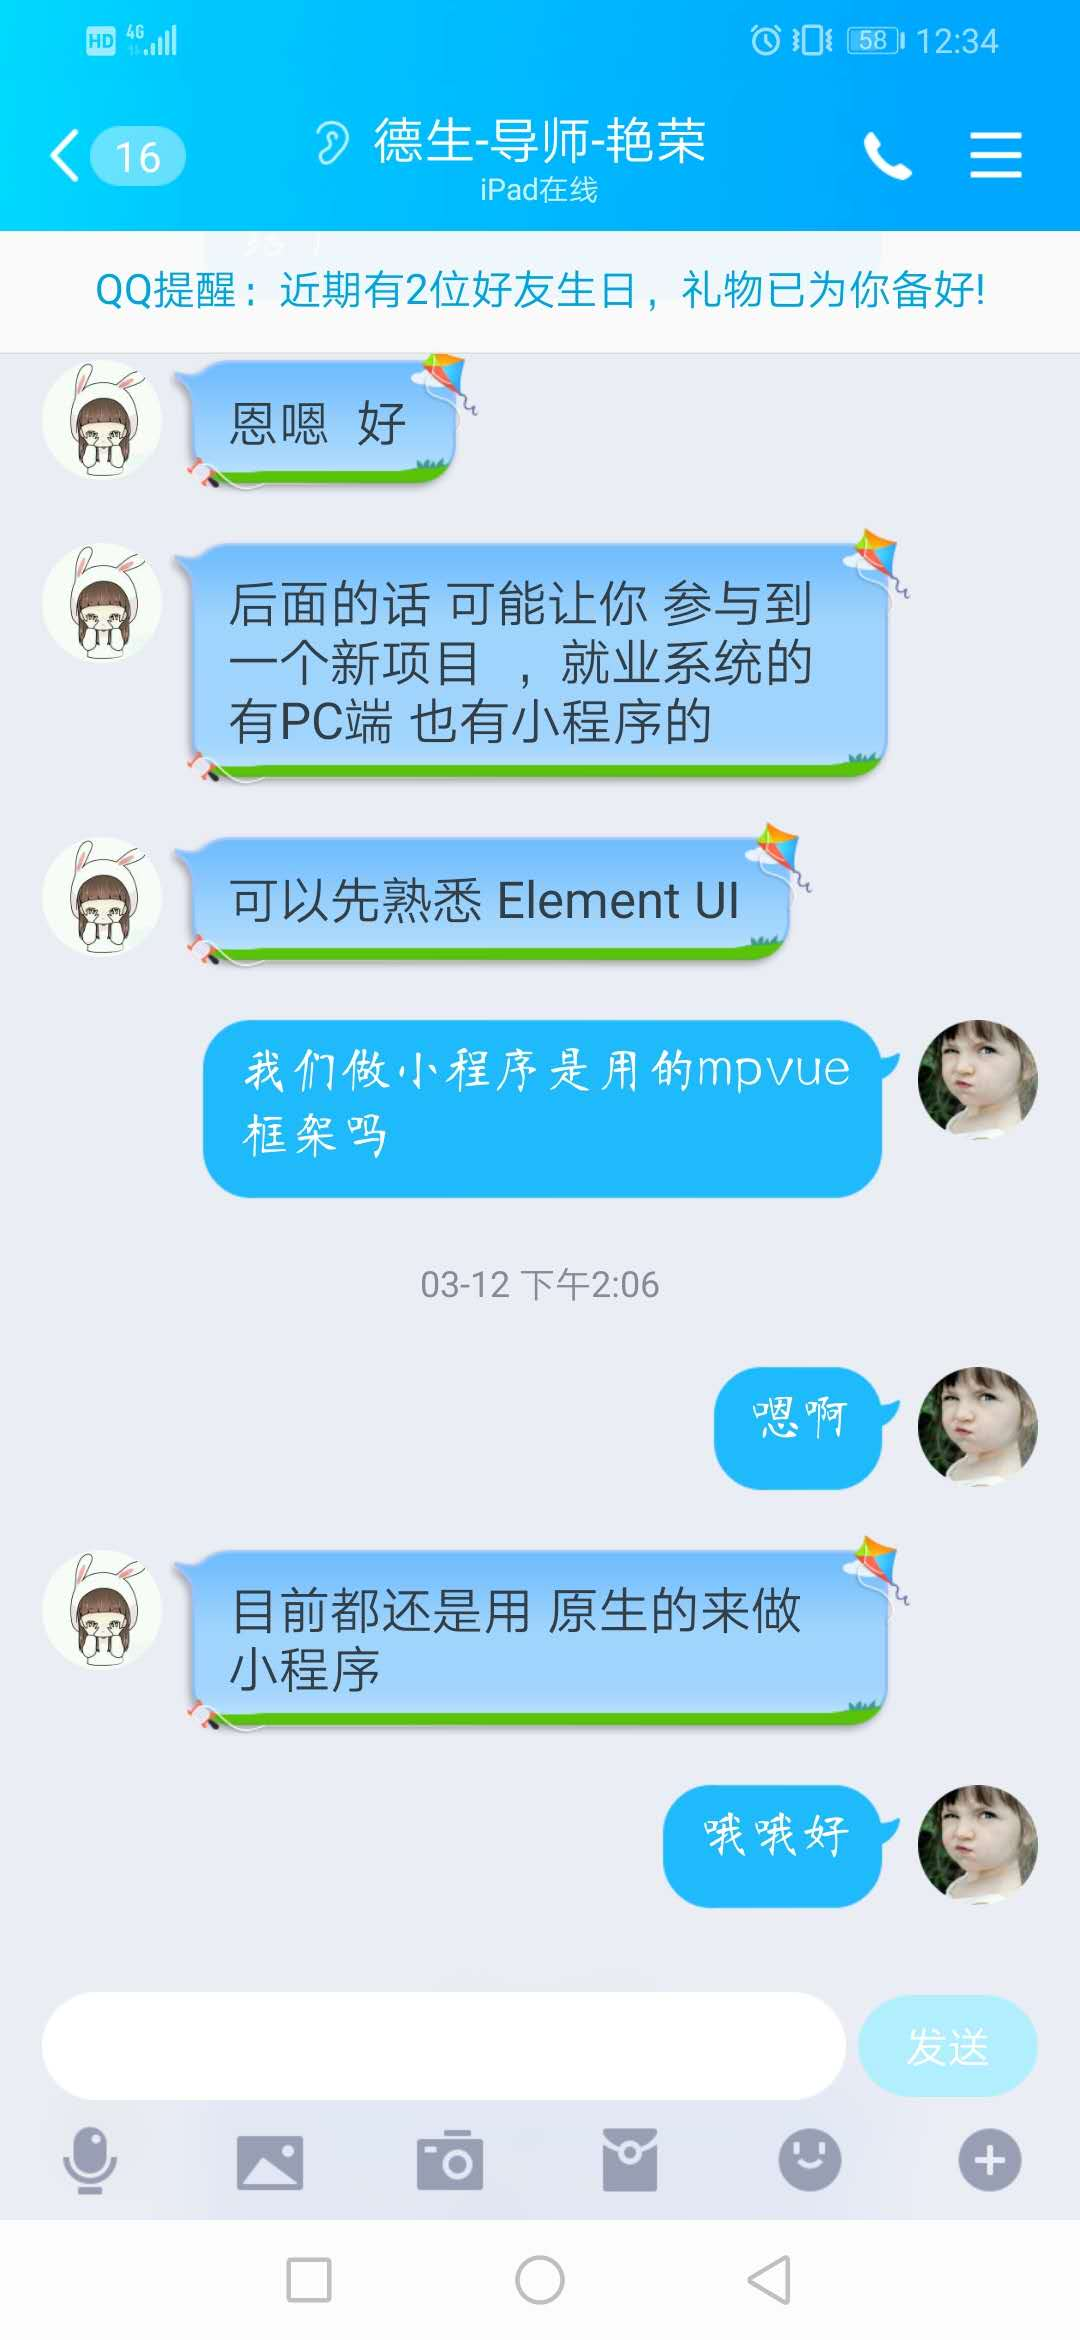 HD 4G 58 12:34
16
德生-导师-艳荣
iPad在线
QQ提醒：近期有2位好友生日，礼物已为你备好!
恩嗯 好
后面的话 可能让你 参与到
一个新项目 ，就业系统的
有PC端 也有小程序的
可以先熟悉 Element UI
我们做小程序是用的mpvue
框架吗
03-12 下午2:06
嗯啊
目前都还是用 原生的来做
小程序
哦哦好
发送